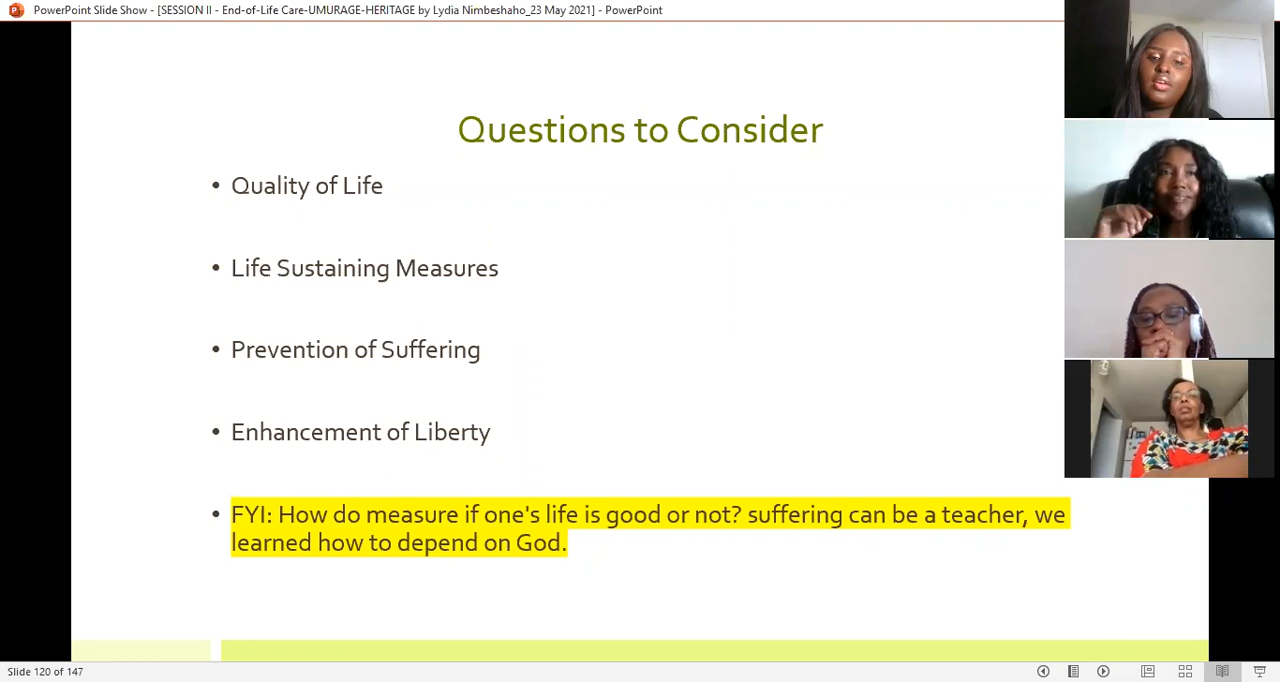 PowerPoint Slide Show - [SESSION II - End-of-Life Care-UMURAGE-HERITAGE by Lydia Nimbeshaho_23 May 2021] - PowerPoint
Questions to Consider
• Quality of Life
• Life Sustaining Measures
• Prevention of Suffering
• Enhancement of Liberty
• FYI: How do measure if one's life is good or not? suffering can be a teacher, we
learned how to depend on God.
Slide 120 of 147